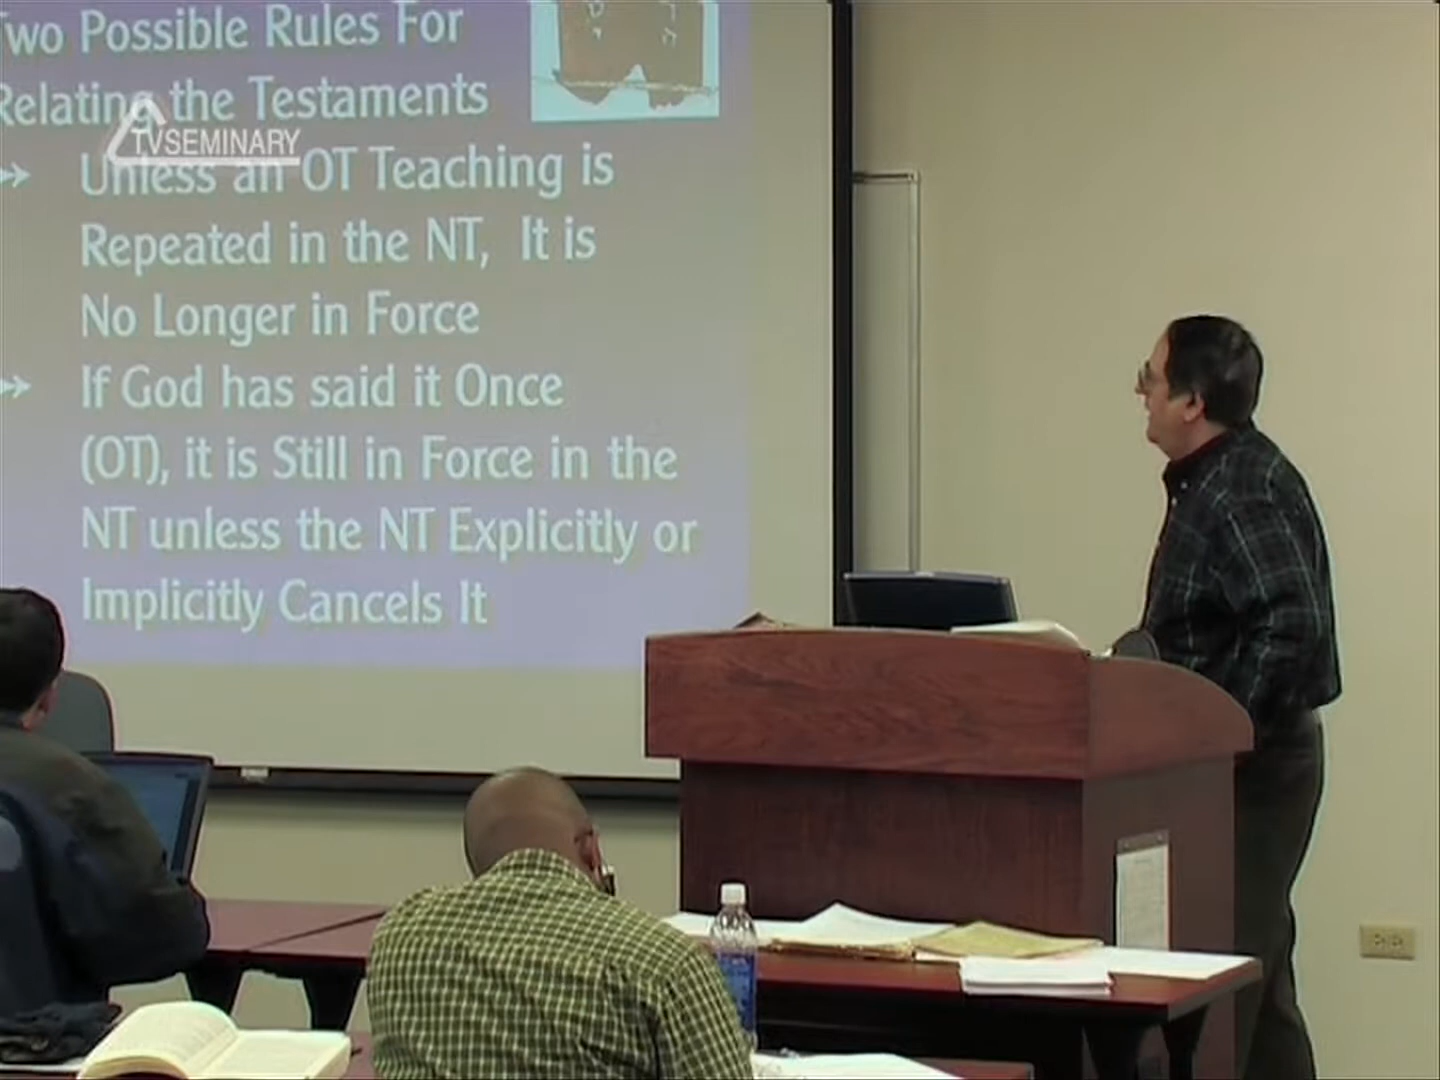 Two Possible Rules For
Relating the Testaments
TVSEMINARY
Unless an OT Teaching is
Repeated in the NT, It is
No Longer in Force
If God has said it Once
(OT), it is Still in Force in the
NT unless the NT Explicitly or
Implicitly Cancels It